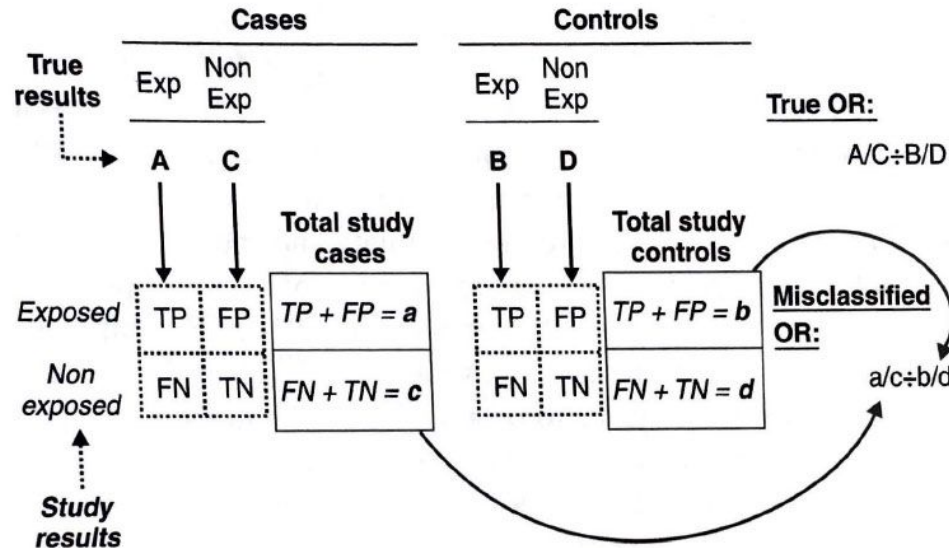 Cases Controls
True results
Exp Non Exp
Exp Non Exp
True OR:
A C
B D
A/C÷B/D
Total study cases
Total study controls
Exposed
TP FP
TP + FP = a
TP FP
TP + FP = b
Misclassified OR:
Non exposed
FN TN
FN + TN = c
FN TN
FN + TN = d
a/c÷b/d
Study results